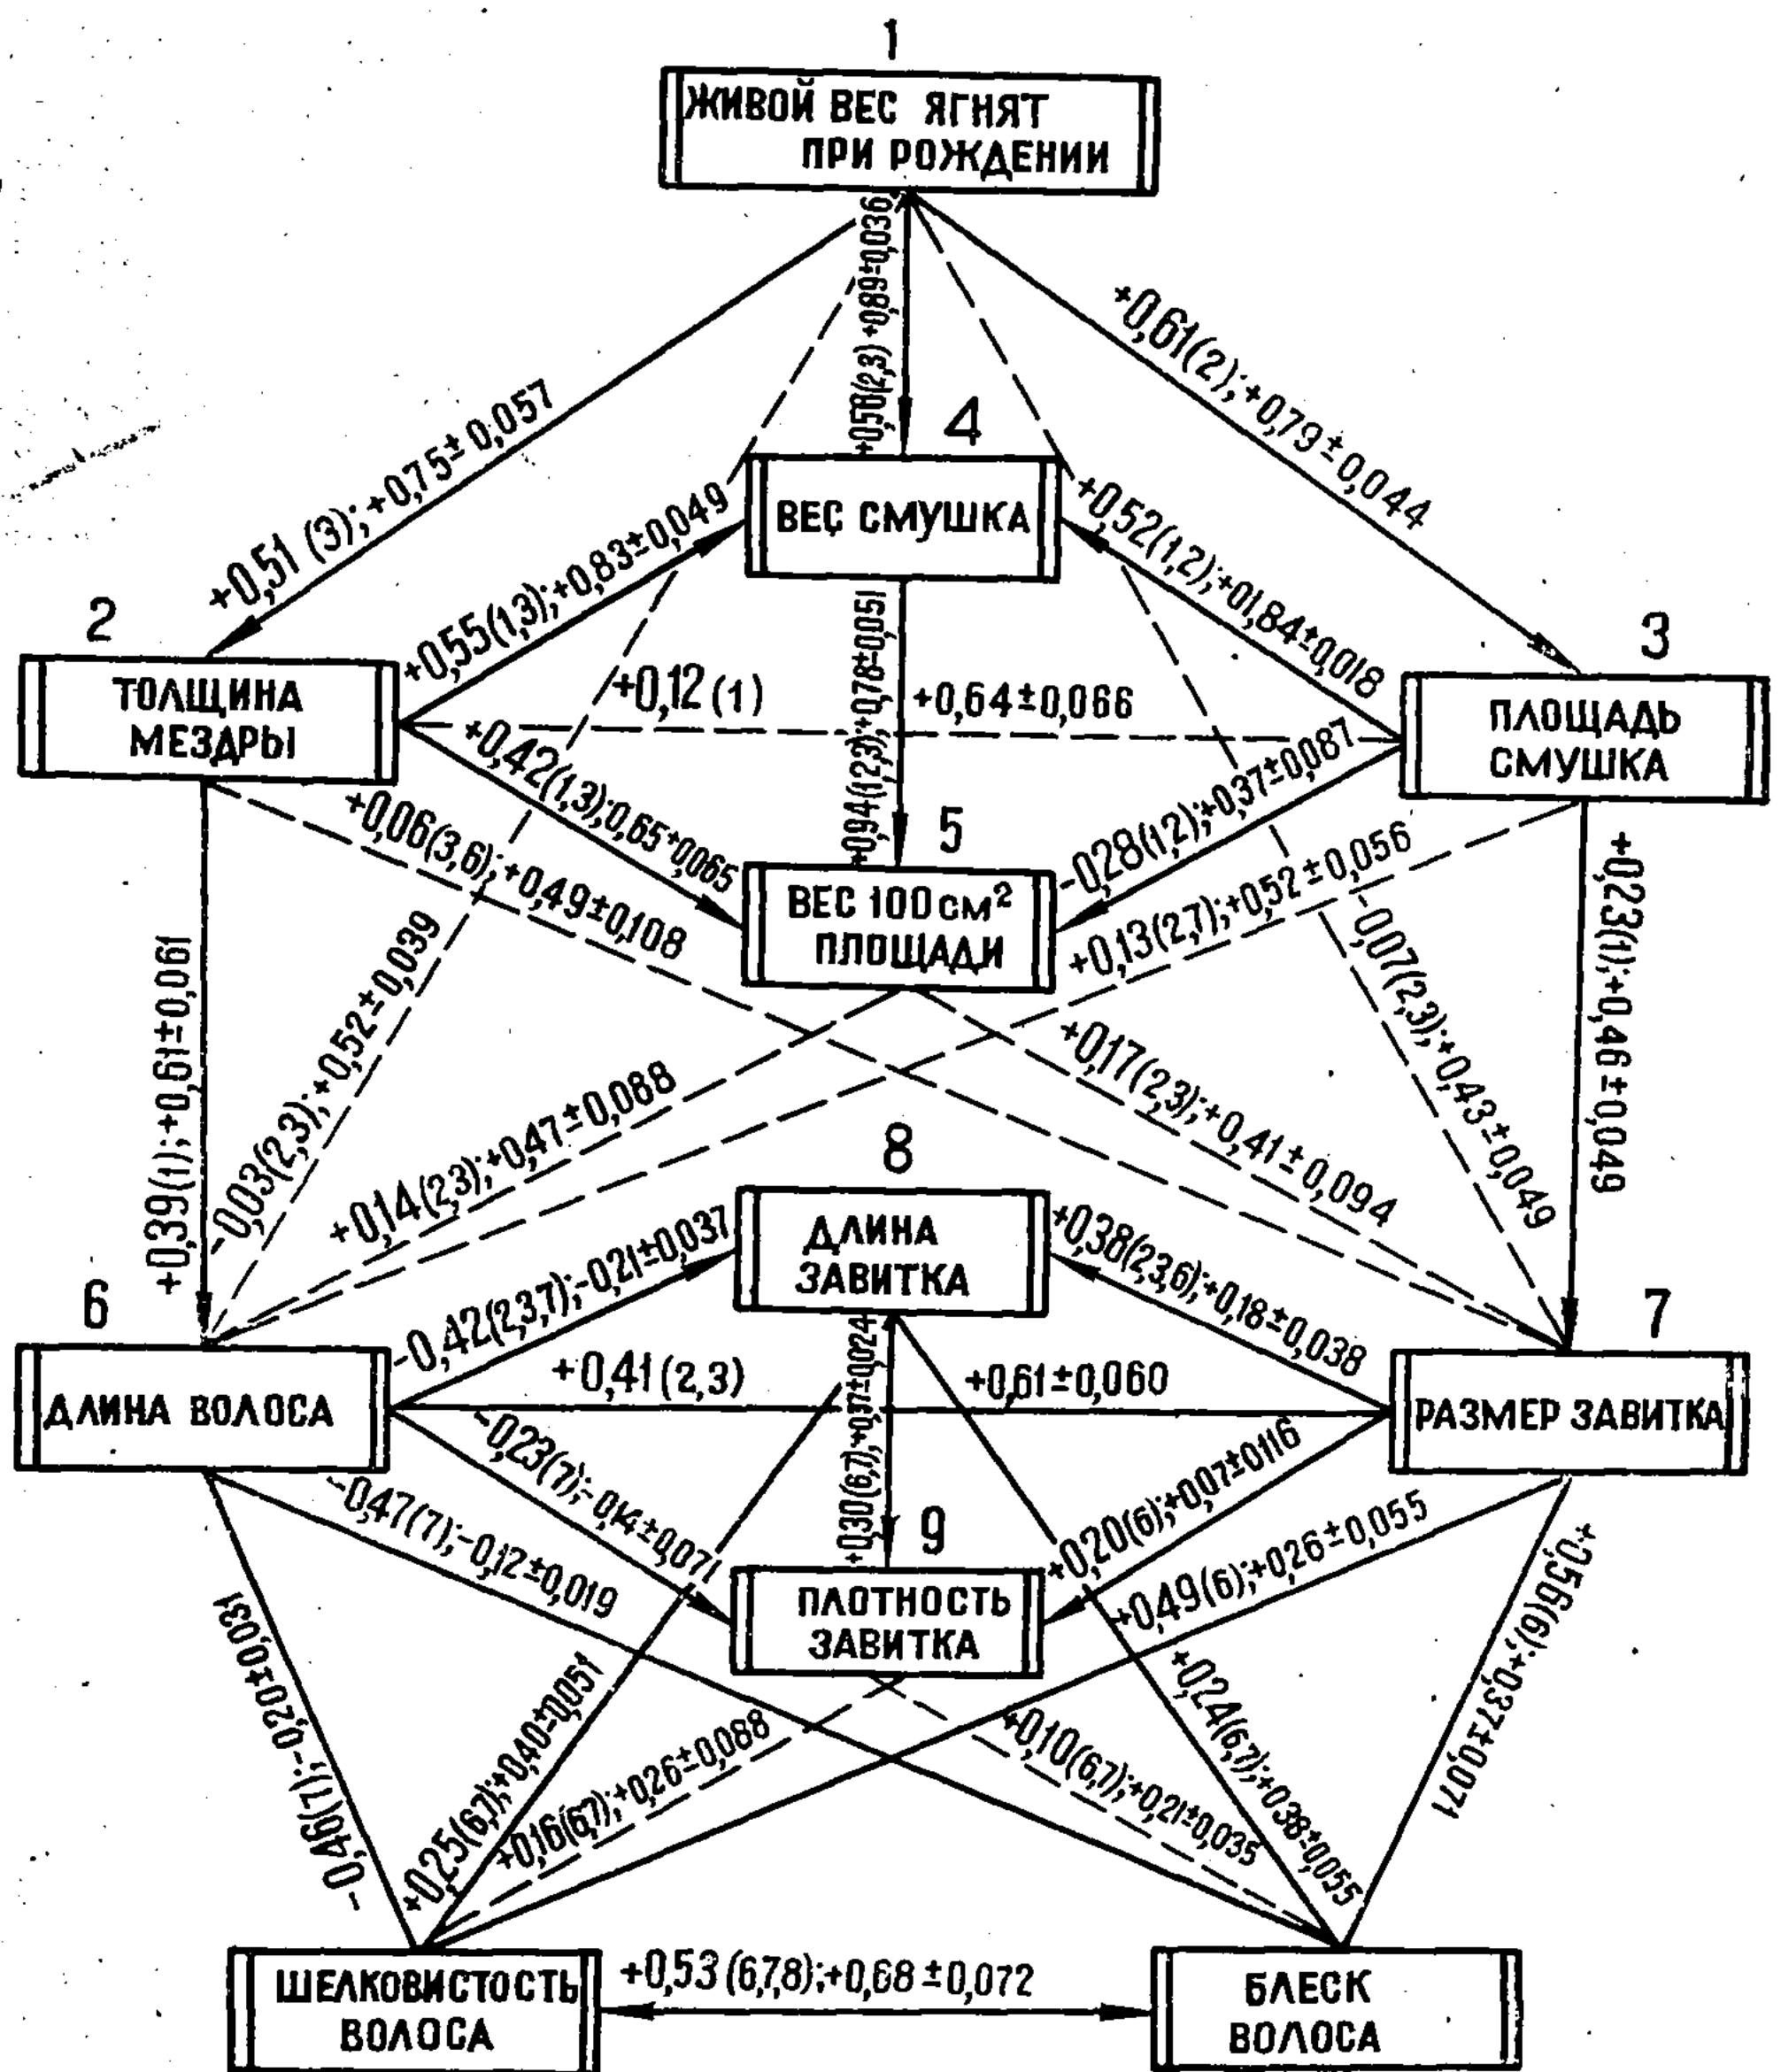 1
ЖИВОЙ ВЕС ЯГНЯТ
ПРИ РОЖДЕНИИ
+0,51 (3); +0,75±0,057
+0,56(2,3) +0,89±0,036
+0,61(2); +0,79±0,044
4
ВЕС СМУШКА
+0,55(1,3); +0,83±0,049
+0,52(1,2); +0,84±0,018
2
ТОЛЩИНА
МЕЗДРЫ
3
ПЛОЩАДЬ
СМУШКА
+0,12 (1)
+0,64±0,066
+0,94(1,2,3); +0,78±0,051
+0,42(1,3); 0,65±0,065
-0,28(1,2); +0,37±0,087
5
ВЕС 100 см²
ПЛОЩАДИ
+0,06(3,6); +0,49±0,108
+0,13(2,7); +0,52±0,056
+0,39(1); +0,61±0,061
-0,03(2,3); +0,52±0,039
+0,14(2,3); +0,47±0,088
+0,17(2,3); +0,41±0,094
-0,07(2,3); +0,43±0,049
+0,23(1); +0,46±0,049
8
ДЛИНА
ЗАВИТКА
-0,42(2,3,7); -0,21±0,037
+0,38(2,3,6); +0,18±0,038
6
ДЛИНА ВОЛОСА
7
РАЗМЕР ЗАВИТКА
+0,41 (2,3)
+0,61±0,060
+0,30(6,7); +0,37±0,024
-0,23(7); -0,14±0,071
+0,20(6); +0,07±0,116
9
ПЛОТНОСТЬ
ЗАВИТКА
-0,47(7); -0,12±0,019
+0,49(6); +0,26±0,055
-0,46(7); -0,20±0,031
+0,25(6,7); +0,40±0,051
+0,16(6,7); +0,26±0,088
+0,10(6,7); +0,21±0,035
+0,24(6,7); +0,38±0,055
+0,56(6); +0,37±0,071
ШЕЛКОВИСТОСТЬ
ВОЛОСА
+0,53 (6,7,8); +0,68±0,072
БЛЕСК
ВОЛОСА